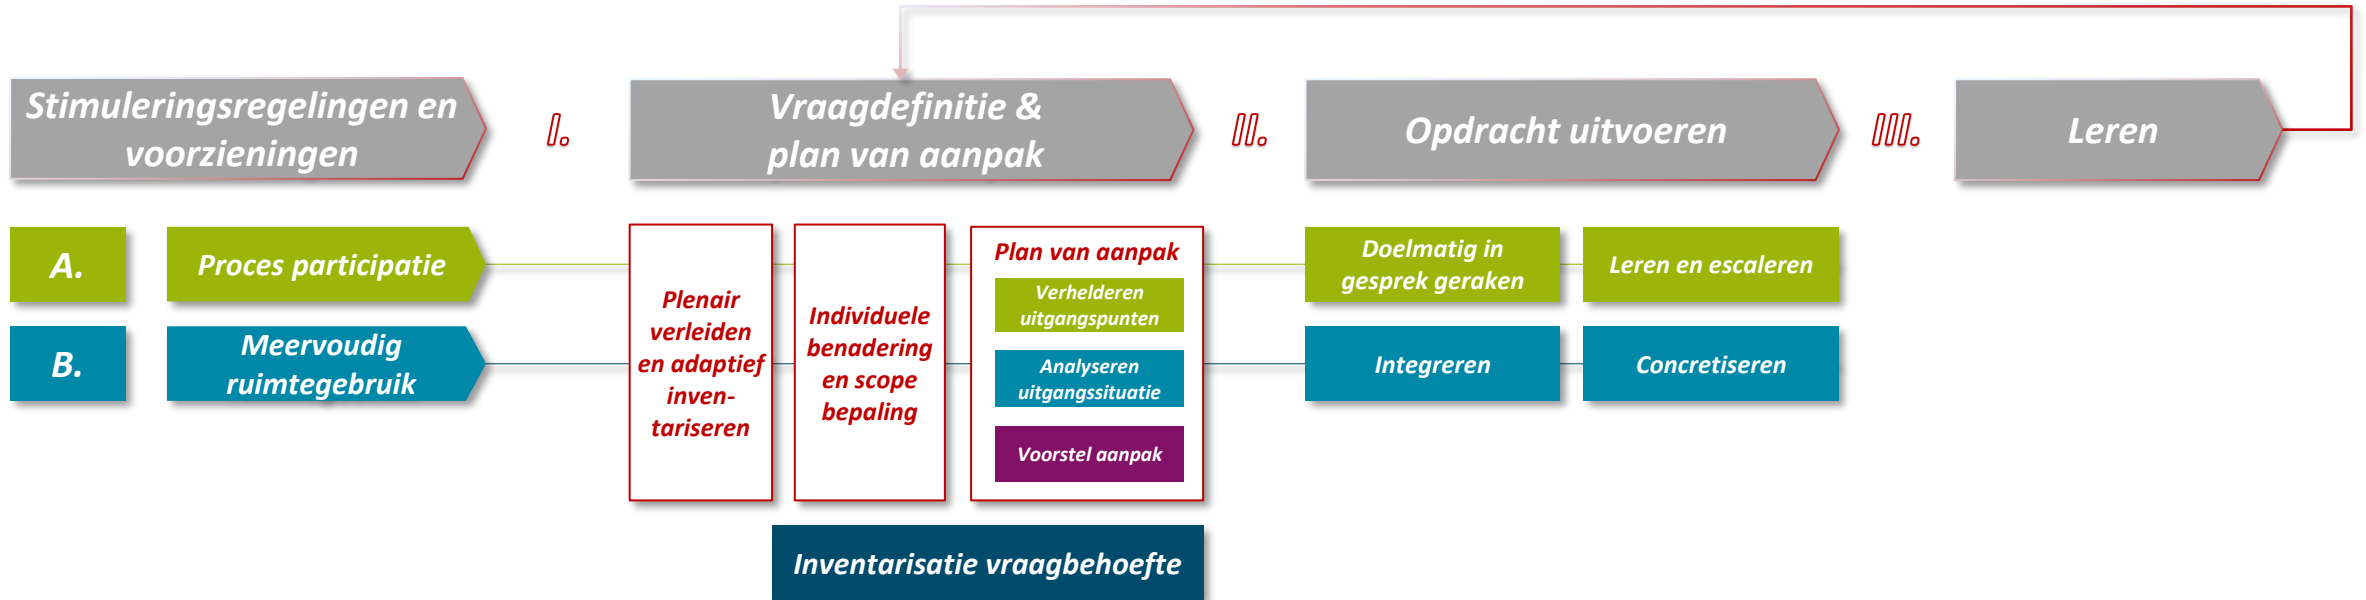 Stimuleringsregelingen en
voorzieningen
I.
Vraagdefinitie &
plan van aanpak
II.
Opdracht uitvoeren
III.
Leren
A.
Proces participatie
B.
Meervoudig
ruimtegebruik
Plenair
verleiden
en adaptief
inven-
tariseren
Individuele
benadering
en scope
bepaling
Plan van aanpak
Verhelderen
uitgangspunten
Analyseren
uitgangssituatie
Voorstel aanpak
Doelmatig in
gesprek geraken
Leren en escaleren
Integreren
Concretiseren
Inventarisatie vraagbehoefte